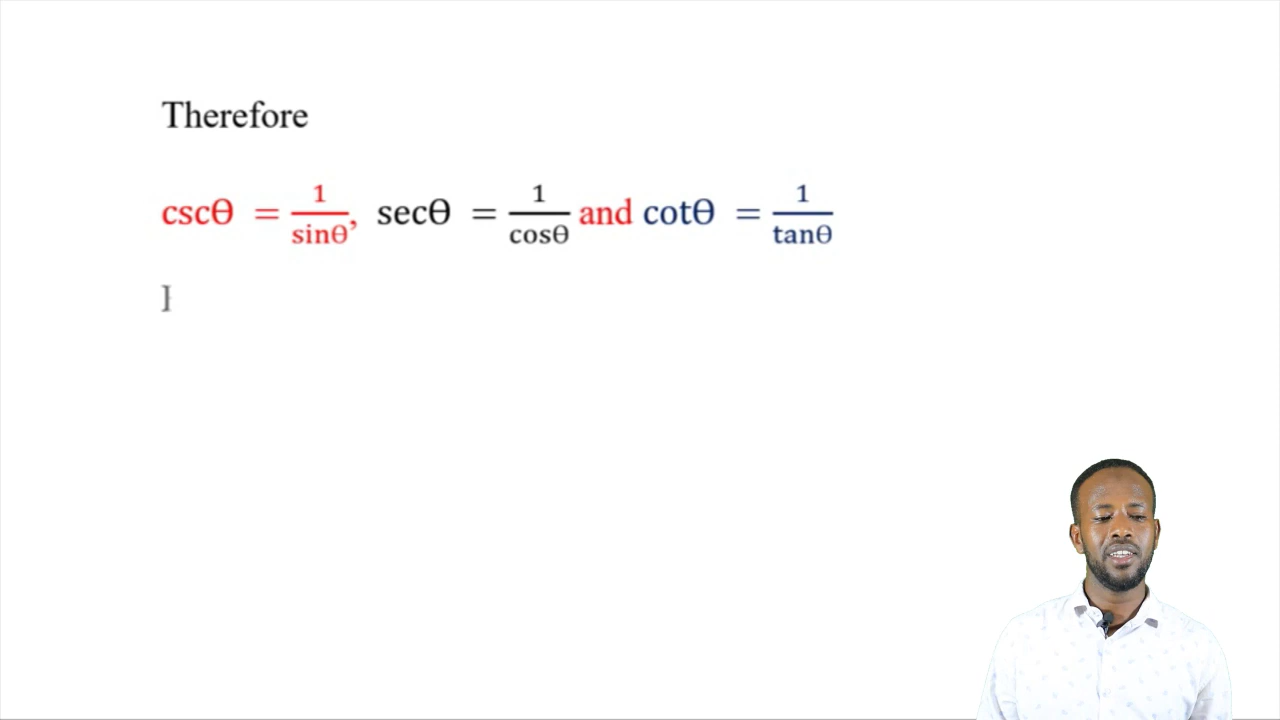 Therefore
cscθ = 1/sinθ, secθ = 1/cosθ and cotθ = 1/tanθ